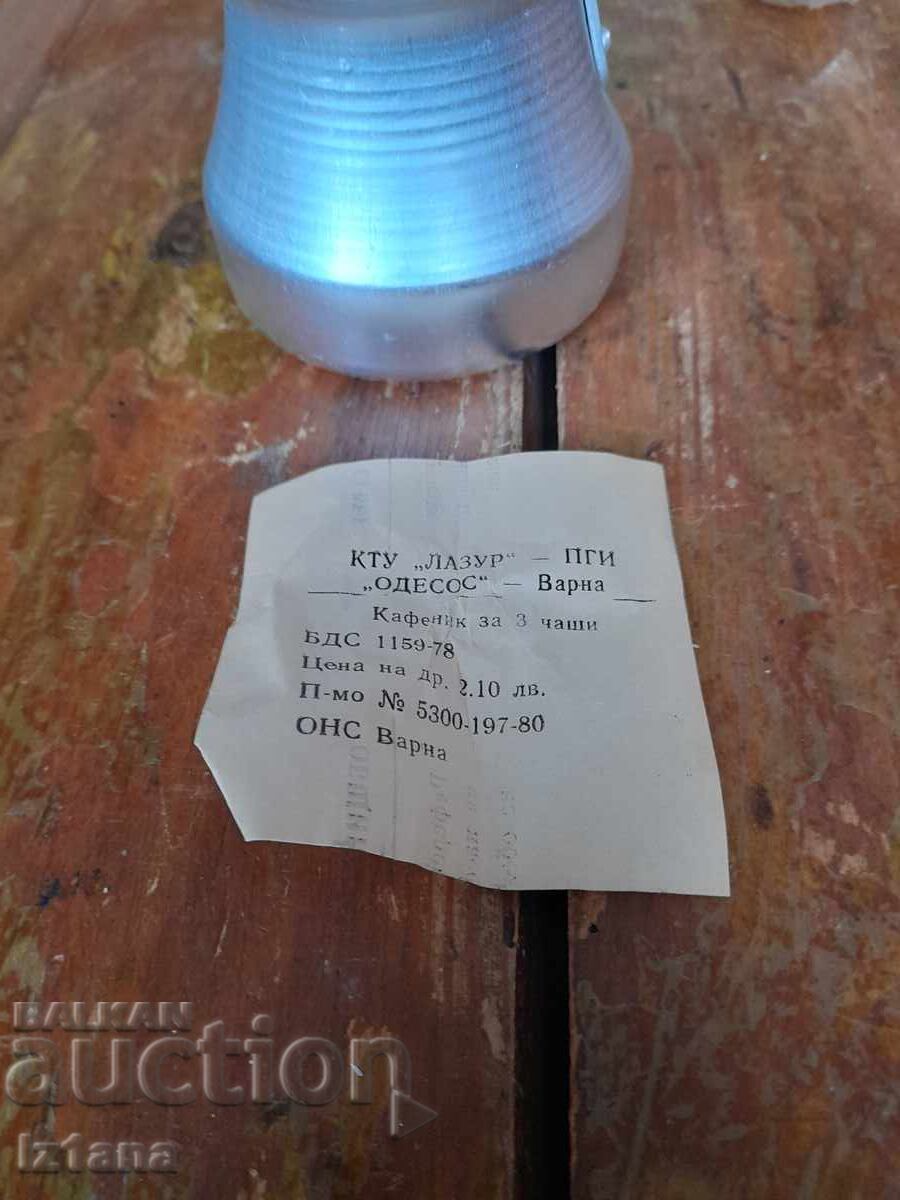 КТУ „ЛАЗУР“ — ПГИ
„ОДЕСОС“ — Варна
Кафеник за 3 чаши
БДС 1159-78
Цена на др. 2.10 лв.
П-мо № 5300-197-80
ОНС Варна
BALKAN
auction
iz1ana